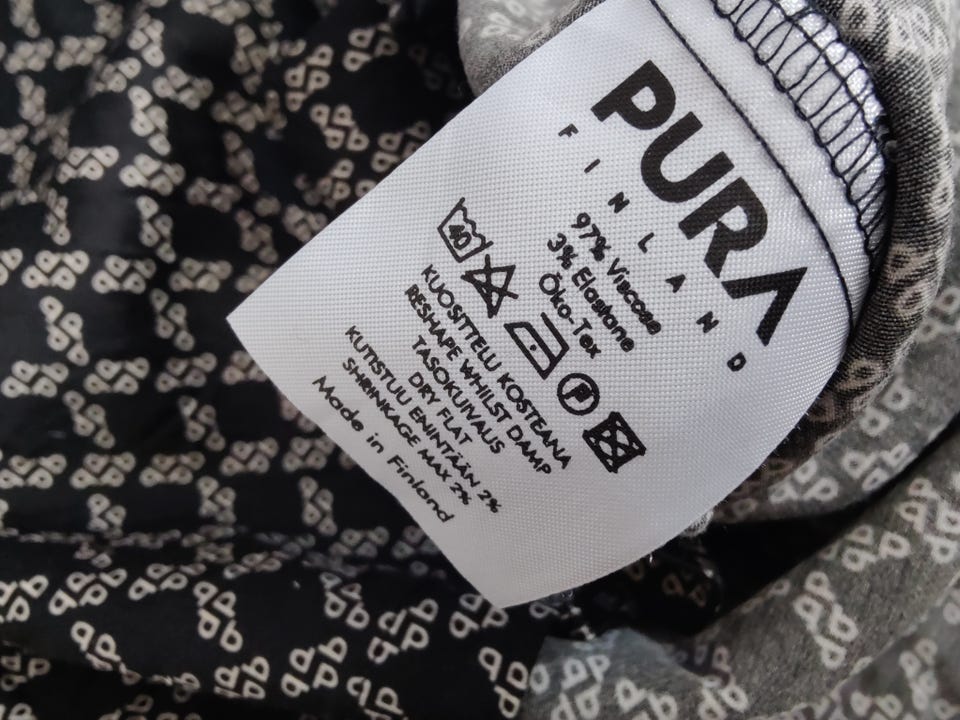 PURA
FINLAND
97% Viscose
3% Elastane
Öko-Tex
40
F
KUOSITTELU KOSTEANA
RESHAPE WHILST DAMP
TASOKUIVAUS
DRY FLAT
KUTISTUU ENINTÄÄN 2%
SHRINKAGE MAX 2%
Made in Finland